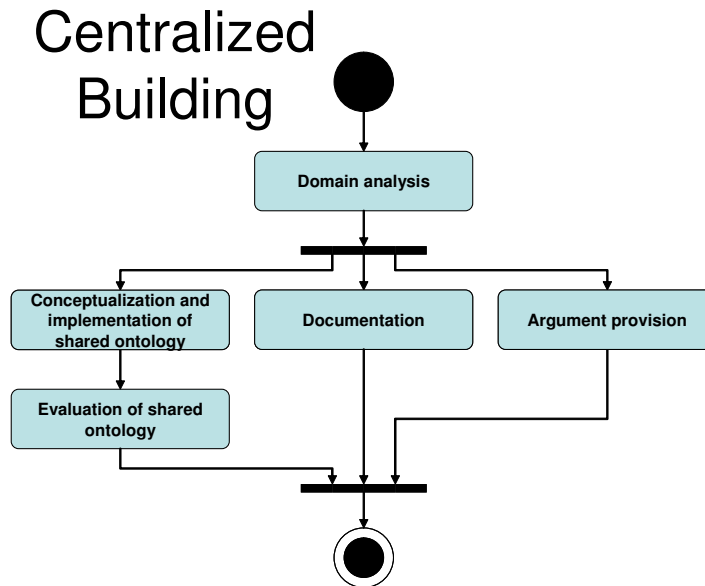 Centralized
Building
Domain analysis
Conceptualization and
implementation of
shared ontology
Documentation
Argument provision
Evaluation of shared
ontology